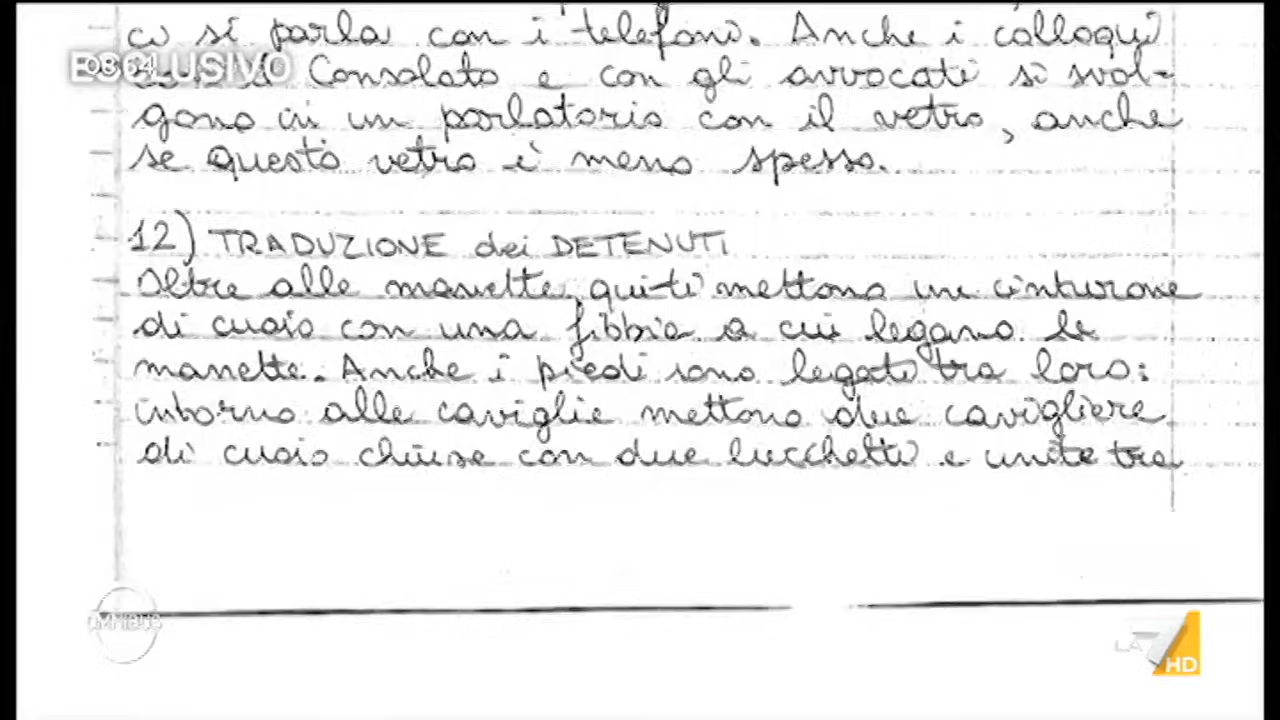 ci si parla con i telefoni. Anche i colloqui
Consolato e con gli avvocati si svol-
gono in un parlatorio con il vetro, anche
se questo vetro è meno spesso.
12) TRADUZIONE dei DETENUTI
Oltre alle manette, qui ti mettono un cinturone
di cuoio con una fibbia a cui legano le
manette. Anche i piedi sono legati tra loro:
intorno alle caviglie mettono due cavigliere
di cuoio chiuse con due lucchetti e unite tra
OMNIBUS
LA7 HD